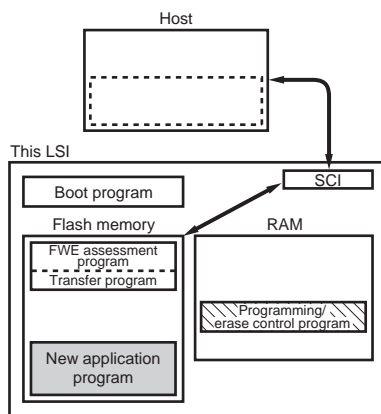 Host
This LSI
SCI
Boot program
Flash memory
RAM
FWE assessment
program
Transfer program
Programming/
erase control program
New application
program